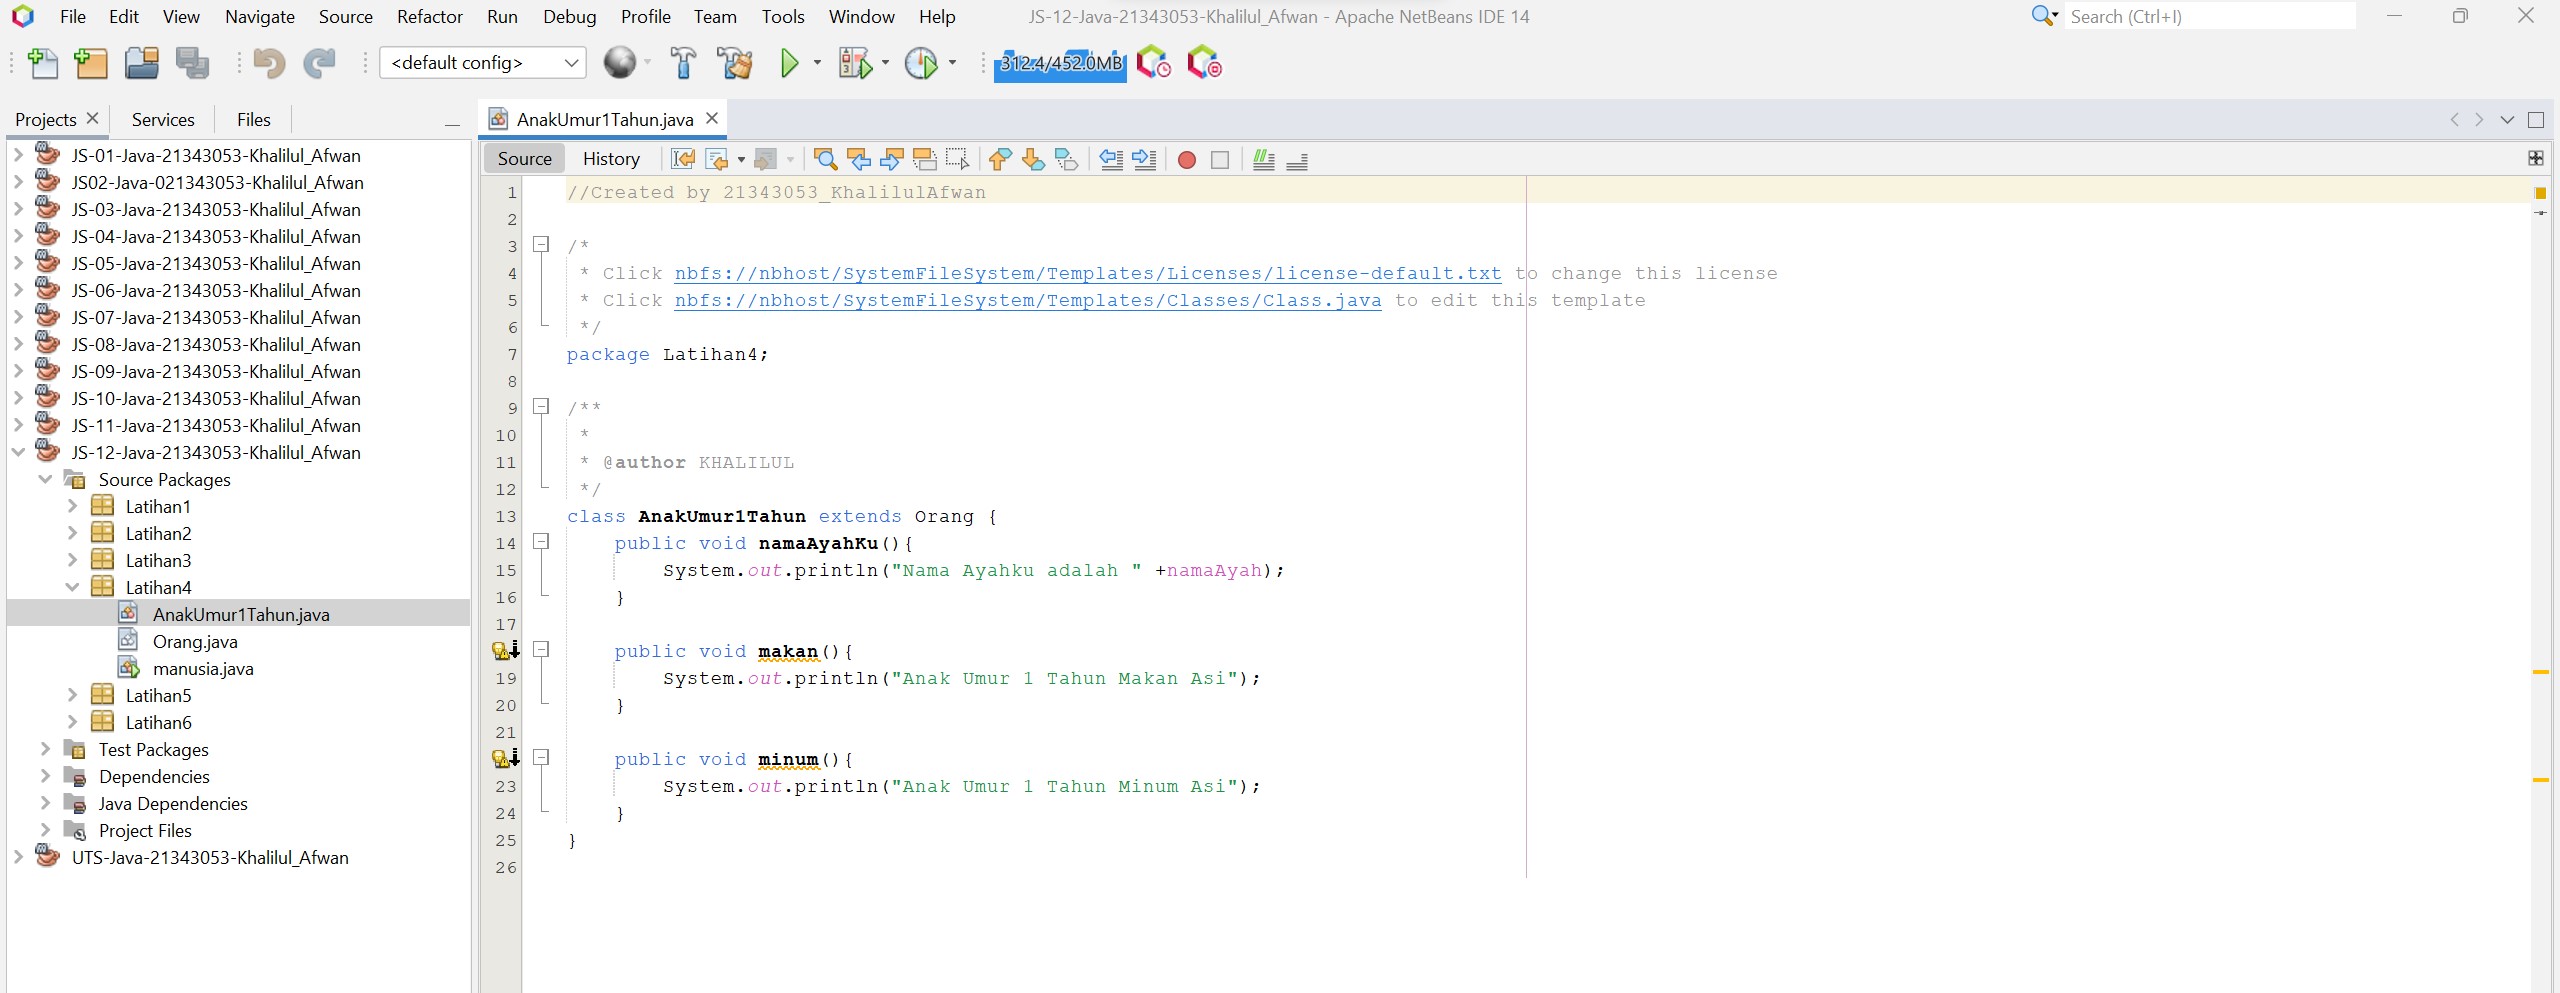 File Edit View Navigate Source Refactor Run Debug Profile Team Tools Window Help JS-12-Java-21343053-Khalilul_Afwan - Apache NetBeans IDE 14 Search (Ctrl+I)
<default config> 312.4/452.0MB
Projects Services Files
AnakUmur1Tahun.java
Source History
JS-01-Java-21343053-Khalilul_Afwan
JS02-Java-021343053-Khalilul_Afwan
JS-03-Java-21343053-Khalilul_Afwan
JS-04-Java-21343053-Khalilul_Afwan
JS-05-Java-21343053-Khalilul_Afwan
JS-06-Java-21343053-Khalilul_Afwan
JS-07-Java-21343053-Khalilul_Afwan
JS-08-Java-21343053-Khalilul_Afwan
JS-09-Java-21343053-Khalilul_Afwan
JS-10-Java-21343053-Khalilul_Afwan
JS-11-Java-21343053-Khalilul_Afwan
JS-12-Java-21343053-Khalilul_Afwan
Source Packages
Latihan1
Latihan2
Latihan3
Latihan4
AnakUmur1Tahun.java
Orang.java
manusia.java
Latihan5
Latihan6
Test Packages
Dependencies
Java Dependencies
Project Files
UTS-Java-21343053-Khalilul_Afwan
1 //Created by 21343053_KhalilulAfwan
2
3 /*
4 * Click nbfs://nbhost/SystemFileSystem/Templates/Licenses/license-default.txt to change this license
5 * Click nbfs://nbhost/SystemFileSystem/Templates/Classes/Class.java to edit this template
6 */
7 package Latihan4;
8
9 /**
10 *
11 * @author KHALILUL
12 */
13 class AnakUmur1Tahun extends Orang {
14 public void namaAyahKu(){
15 System.out.println("Nama Ayahku adalah " +namaAyah);
16 }
17
public void makan(){
19 System.out.println("Anak Umur 1 Tahun Makan Asi");
20 }
21
public void minum(){
23 System.out.println("Anak Umur 1 Tahun Minum Asi");
24 }
25 }
26